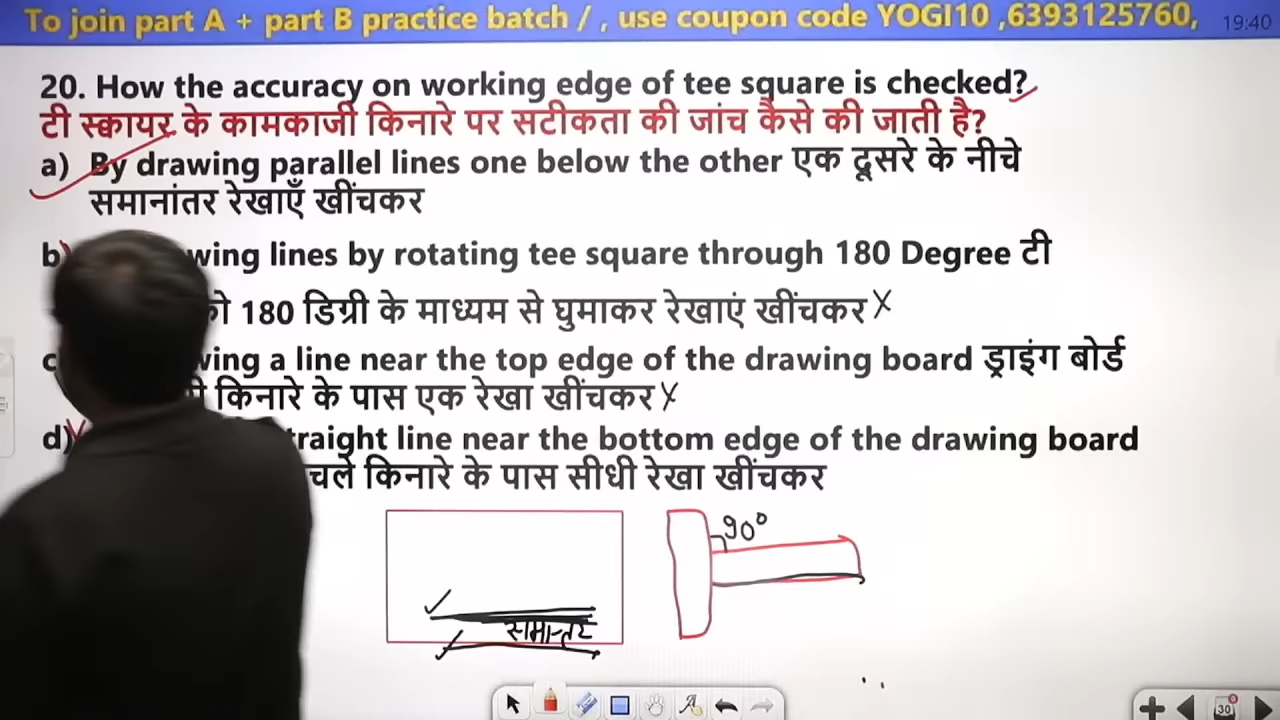 To join part A + part B practice batch / , use coupon code YOGI10 ,6393125760,
19:40
20. How the accuracy on working edge of tee square is checked?
टी स्क्वायर के कामकाजी किनारे पर सटीकता की जांच कैसे की जाती है?
a) By drawing parallel lines one below the other एक दूसरे के नीचे
समानांतर रेखाएँ खींचकर
b) wing lines by rotating tee square through 180 Degree टी
को 180 डिग्री के माध्यम से घुमाकर रेखाएं खींचकर X
c wing a line near the top edge of the drawing board ड्राइंग बोर्ड
किनारे के पास एक रेखा खींचकर X
d) traight line near the bottom edge of the drawing board
चले किनारे के पास सीधी रेखा खींचकर
90°
समान्तर
30